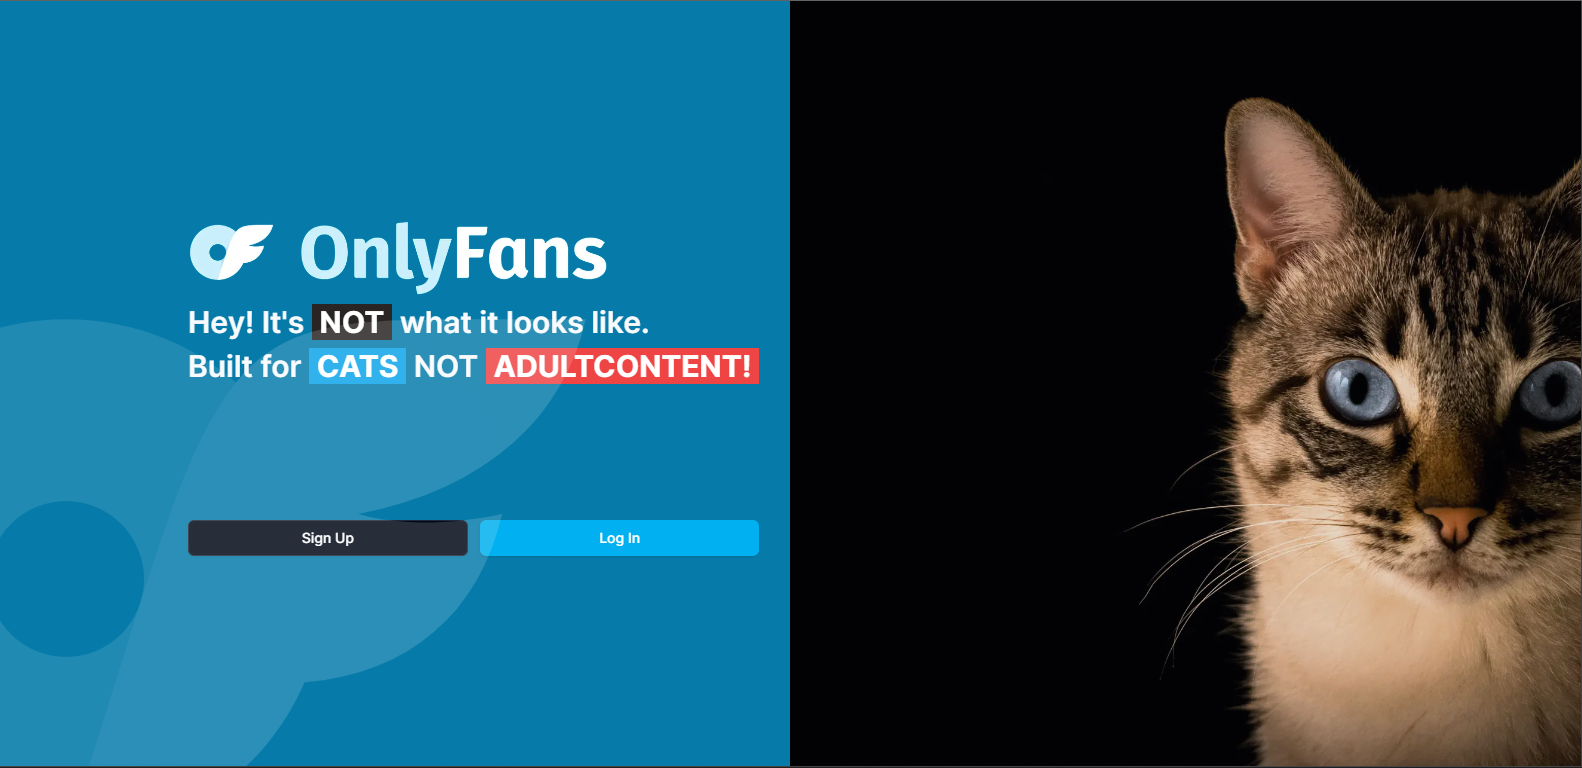 OnlyFans
Hey! It's NOT what it looks like.
Built for CATS NOT ADULTCONTENT!
Sign Up
Log In